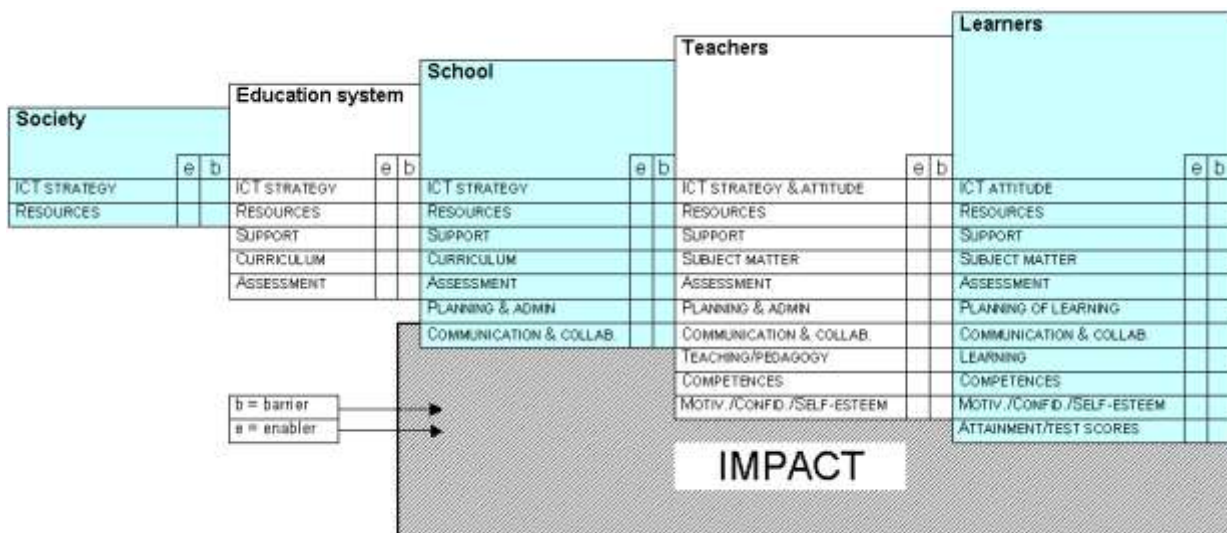 Society
e b
ICT STRATEGY
RESOURCES
Education system
e b
ICT STRATEGY
RESOURCES
SUPPORT
CURRICULUM
ASSESSMENT
School
e b
ICT STRATEGY
RESOURCES
SUPPORT
CURRICULUM
ASSESSMENT
PLANNING & ADMIN
COMMUNICATION & COLLAB.
Teachers
e b
ICT STRATEGY & ATTITUDE
RESOURCES
SUPPORT
SUBJECT MATTER
ASSESSMENT
PLANNING & ADMIN
COMMUNICATION & COLLAB.
TEACHING/PEDAGOGY
COMPETENCES
MOTIV./CONFID./SELF-ESTEEM
Learners
e b
ICT ATTITUDE
RESOURCES
SUPPORT
SUBJECT MATTER
ASSESSMENT
PLANNING OF LEARNING
COMMUNICATION & COLLAB.
LEARNING
COMPETENCES
MOTIV./CONFID./SELF-ESTEEM
ATTAINMENT/TEST SCORES
b = barrier
e = enabler
IMPACT